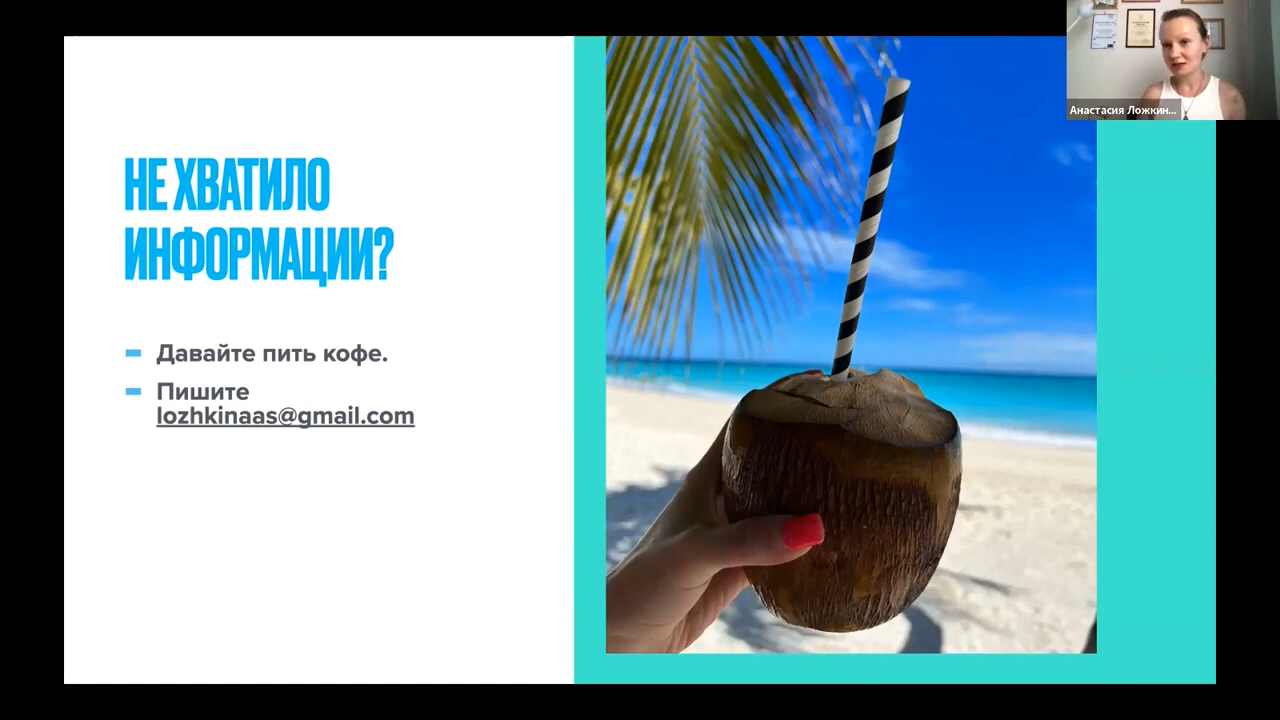 Анастасия Ложкин...
НЕ ХВАТИЛО
ИНФОРМАЦИИ?
Давайте пить кофе.
Пишите
lozhkinaas@gmail.com